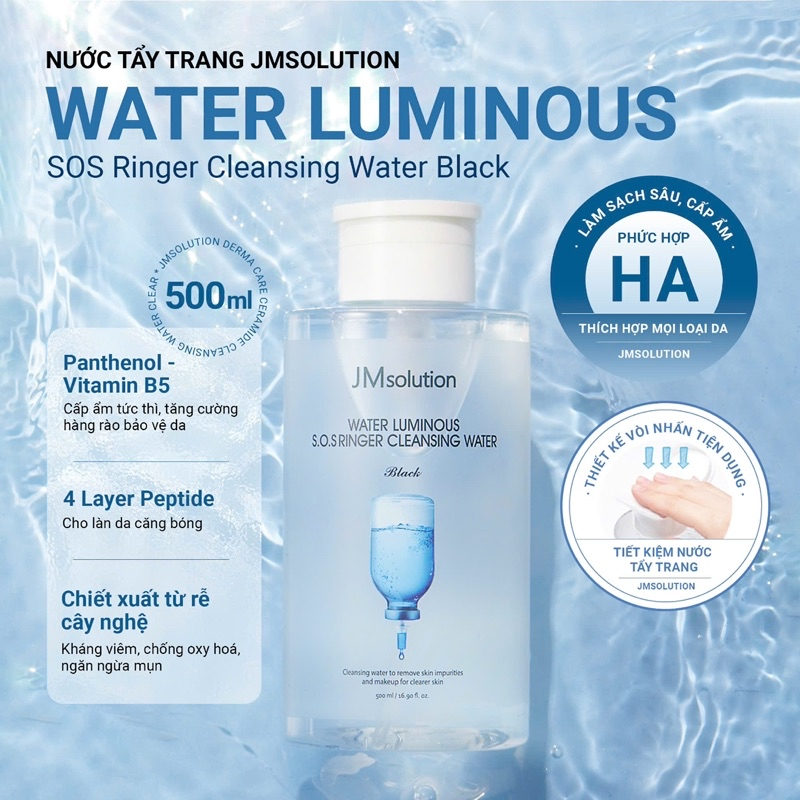 NƯỚC TẨY TRANG JMSOLUTION
WATER LUMINOUS
SOS Ringer Cleansing Water Black
JMSOLUTION DERMA CARE CERAMIDE CLEANSING WATER CLEAR *
500ml
Panthenol -
Vitamin B5
Cấp ẩm tức thì, tăng cường
hàng rào bảo vệ da
4 Layer Peptide
Cho làn da căng bóng
Chiết xuất từ rễ
cây nghệ
Kháng viêm, chống oxy hoá,
ngăn ngừa mụn
JMsolution
WATER LUMINOUS
S.O.S RINGER CLEANSING WATER
Black
Cleansing water to remove skin impurities
and makeup for clearer skin
500 ml / 16.90 fl. oz.
· LÀM SẠCH SÂU, CẤP ẨM ·
PHỨC HỢP
HA
THÍCH HỢP MỌI LOẠI DA
JMSOLUTION
· THIẾT KẾ VÒI NHẤN TIỆN DỤNG ·
TIẾT KIỆM NƯỚC
TẨY TRANG
JMSOLUTION